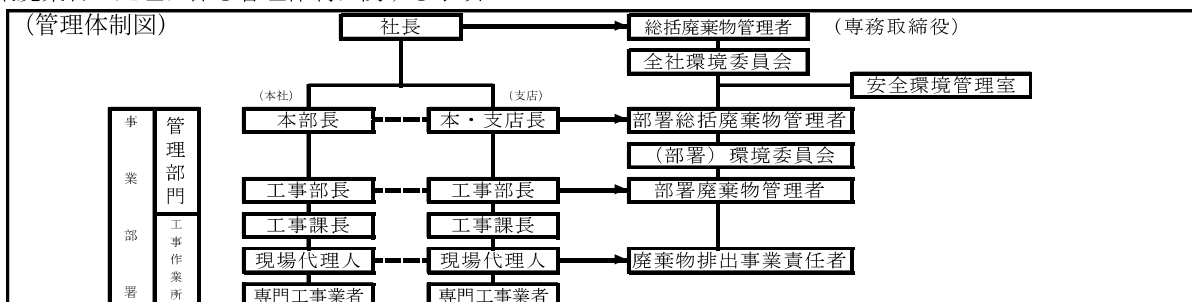 (管理体制図)
社長
総括廃棄物管理者
(専務取締役)
全社環境委員会
安全環境管理室
(本社)
(支店)
事業部署
管理部門
本部長
本・支店長
部署総括廃棄物管理者
(部署)環境委員会
工事部長
工事部長
部署廃棄物管理者
工事作業所
工事課長
工事課長
現場代理人
現場代理人
廃棄物排出事業責任者
専門工事業者
専門工事業者